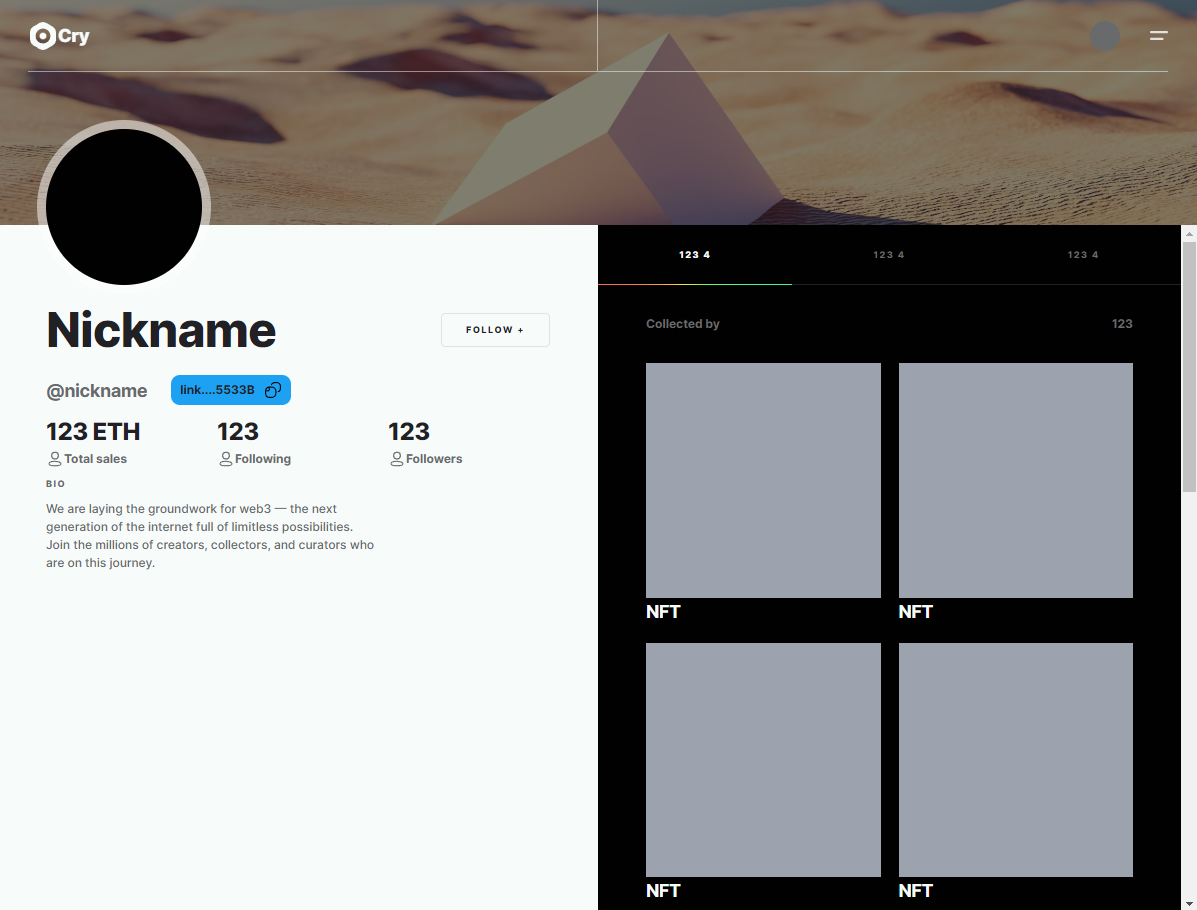 Cry
Nickname
FOLLOW +
@nickname
link....5533B
123 ETH
123
123
Total sales
Following
Followers
BIO
We are laying the groundwork for web3 — the next
generation of the internet full of limitless possibilities.
Join the millions of creators, collectors, and curators who
are on this journey.
123 4
123 4
123 4
Collected by
123
NFT
NFT
NFT
NFT